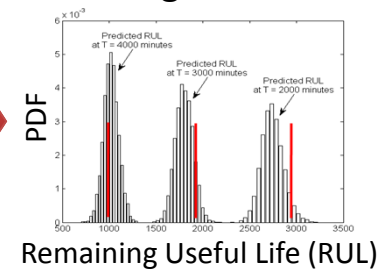 × 10⁻³
6
5
4
3
2
1
0
PDF
Predicted RUL
at T = 4000 minutes
Predicted RUL
at T = 3000 minutes
Predicted RUL
at T = 2000 minutes
500 1000 1500 2000 2500 3000 3500
Remaining Useful Life (RUL)